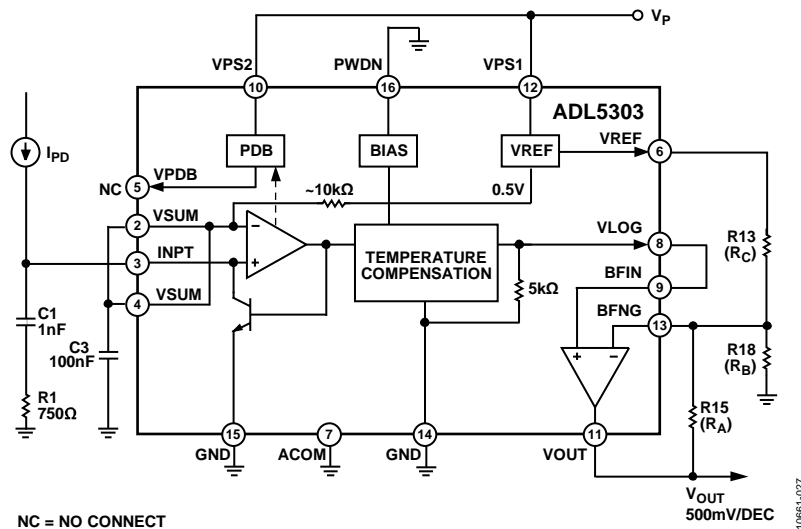 V_P
VPS2
PWDN
VPS1
10
16
12
ADL5303
I_PD
PDB
BIAS
VREF
VREF
6
NC
5
VPDB
~10kΩ
0.5V
2
VSUM
−
3
INPT
+
4
VSUM
TEMPERATURE
COMPENSATION
VLOG
8
R13
(R_C)
5kΩ
BFIN
9
BFNG
13
C1
1nF
C3
100nF
+
−
R18
(R_B)
R1
750Ω
R15
(R_A)
15
7
14
11
GND
ACOM
GND
VOUT
V_OUT
500mV/DEC
NC = NO CONNECT
10661-027